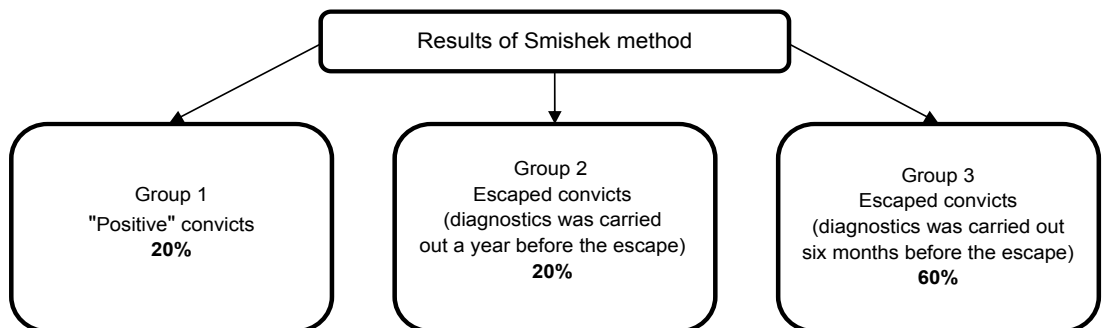 Results of Smishek method
Group 1
"Positive" convicts
20%
Group 2
Escaped convicts
(diagnostics was carried
out a year before the escape)
20%
Group 3
Escaped convicts
(diagnostics was carried out
six months before the escape)
60%